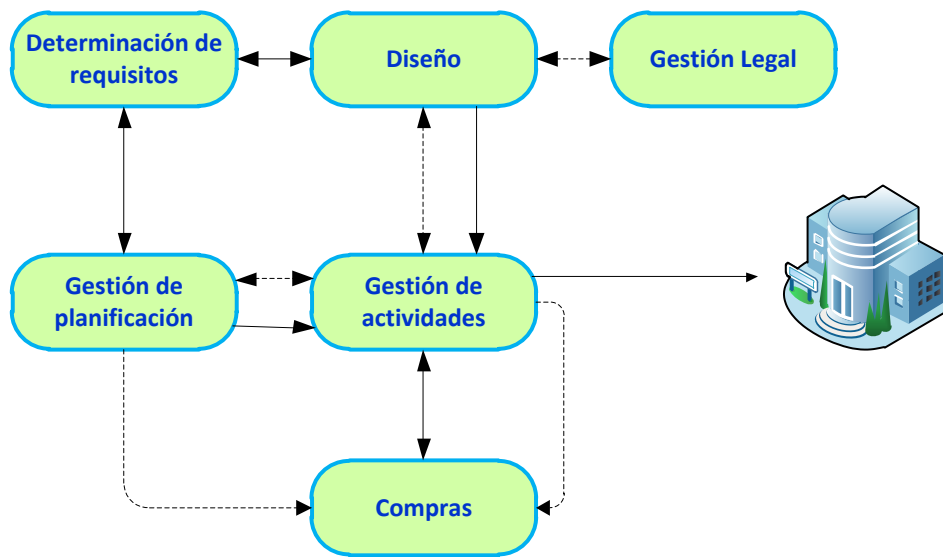 Determinación de
requisitos
Diseño
Gestión Legal
Gestión de
planificación
Gestión de
actividades
Compras